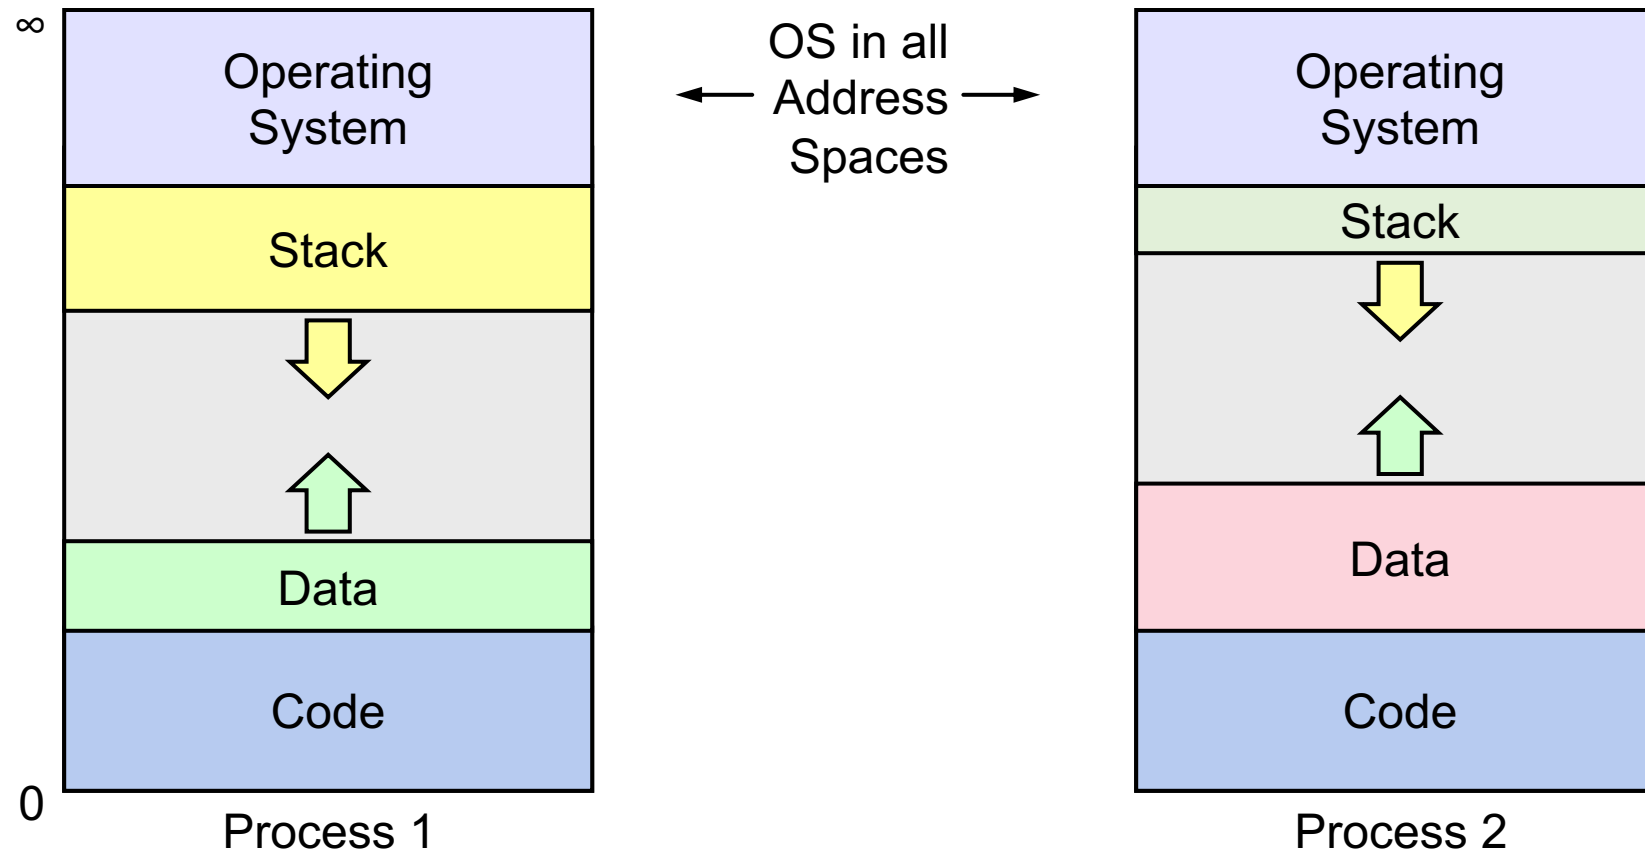 ∞
Operating
System
Stack
Data
Code
0
Process 1
OS in all
Address
Spaces
Operating
System
Stack
Data
Code
Process 2